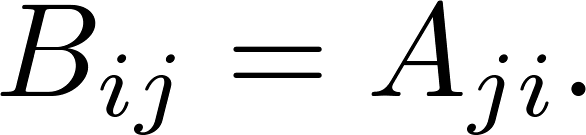 B_{ij} = A_{ji}.